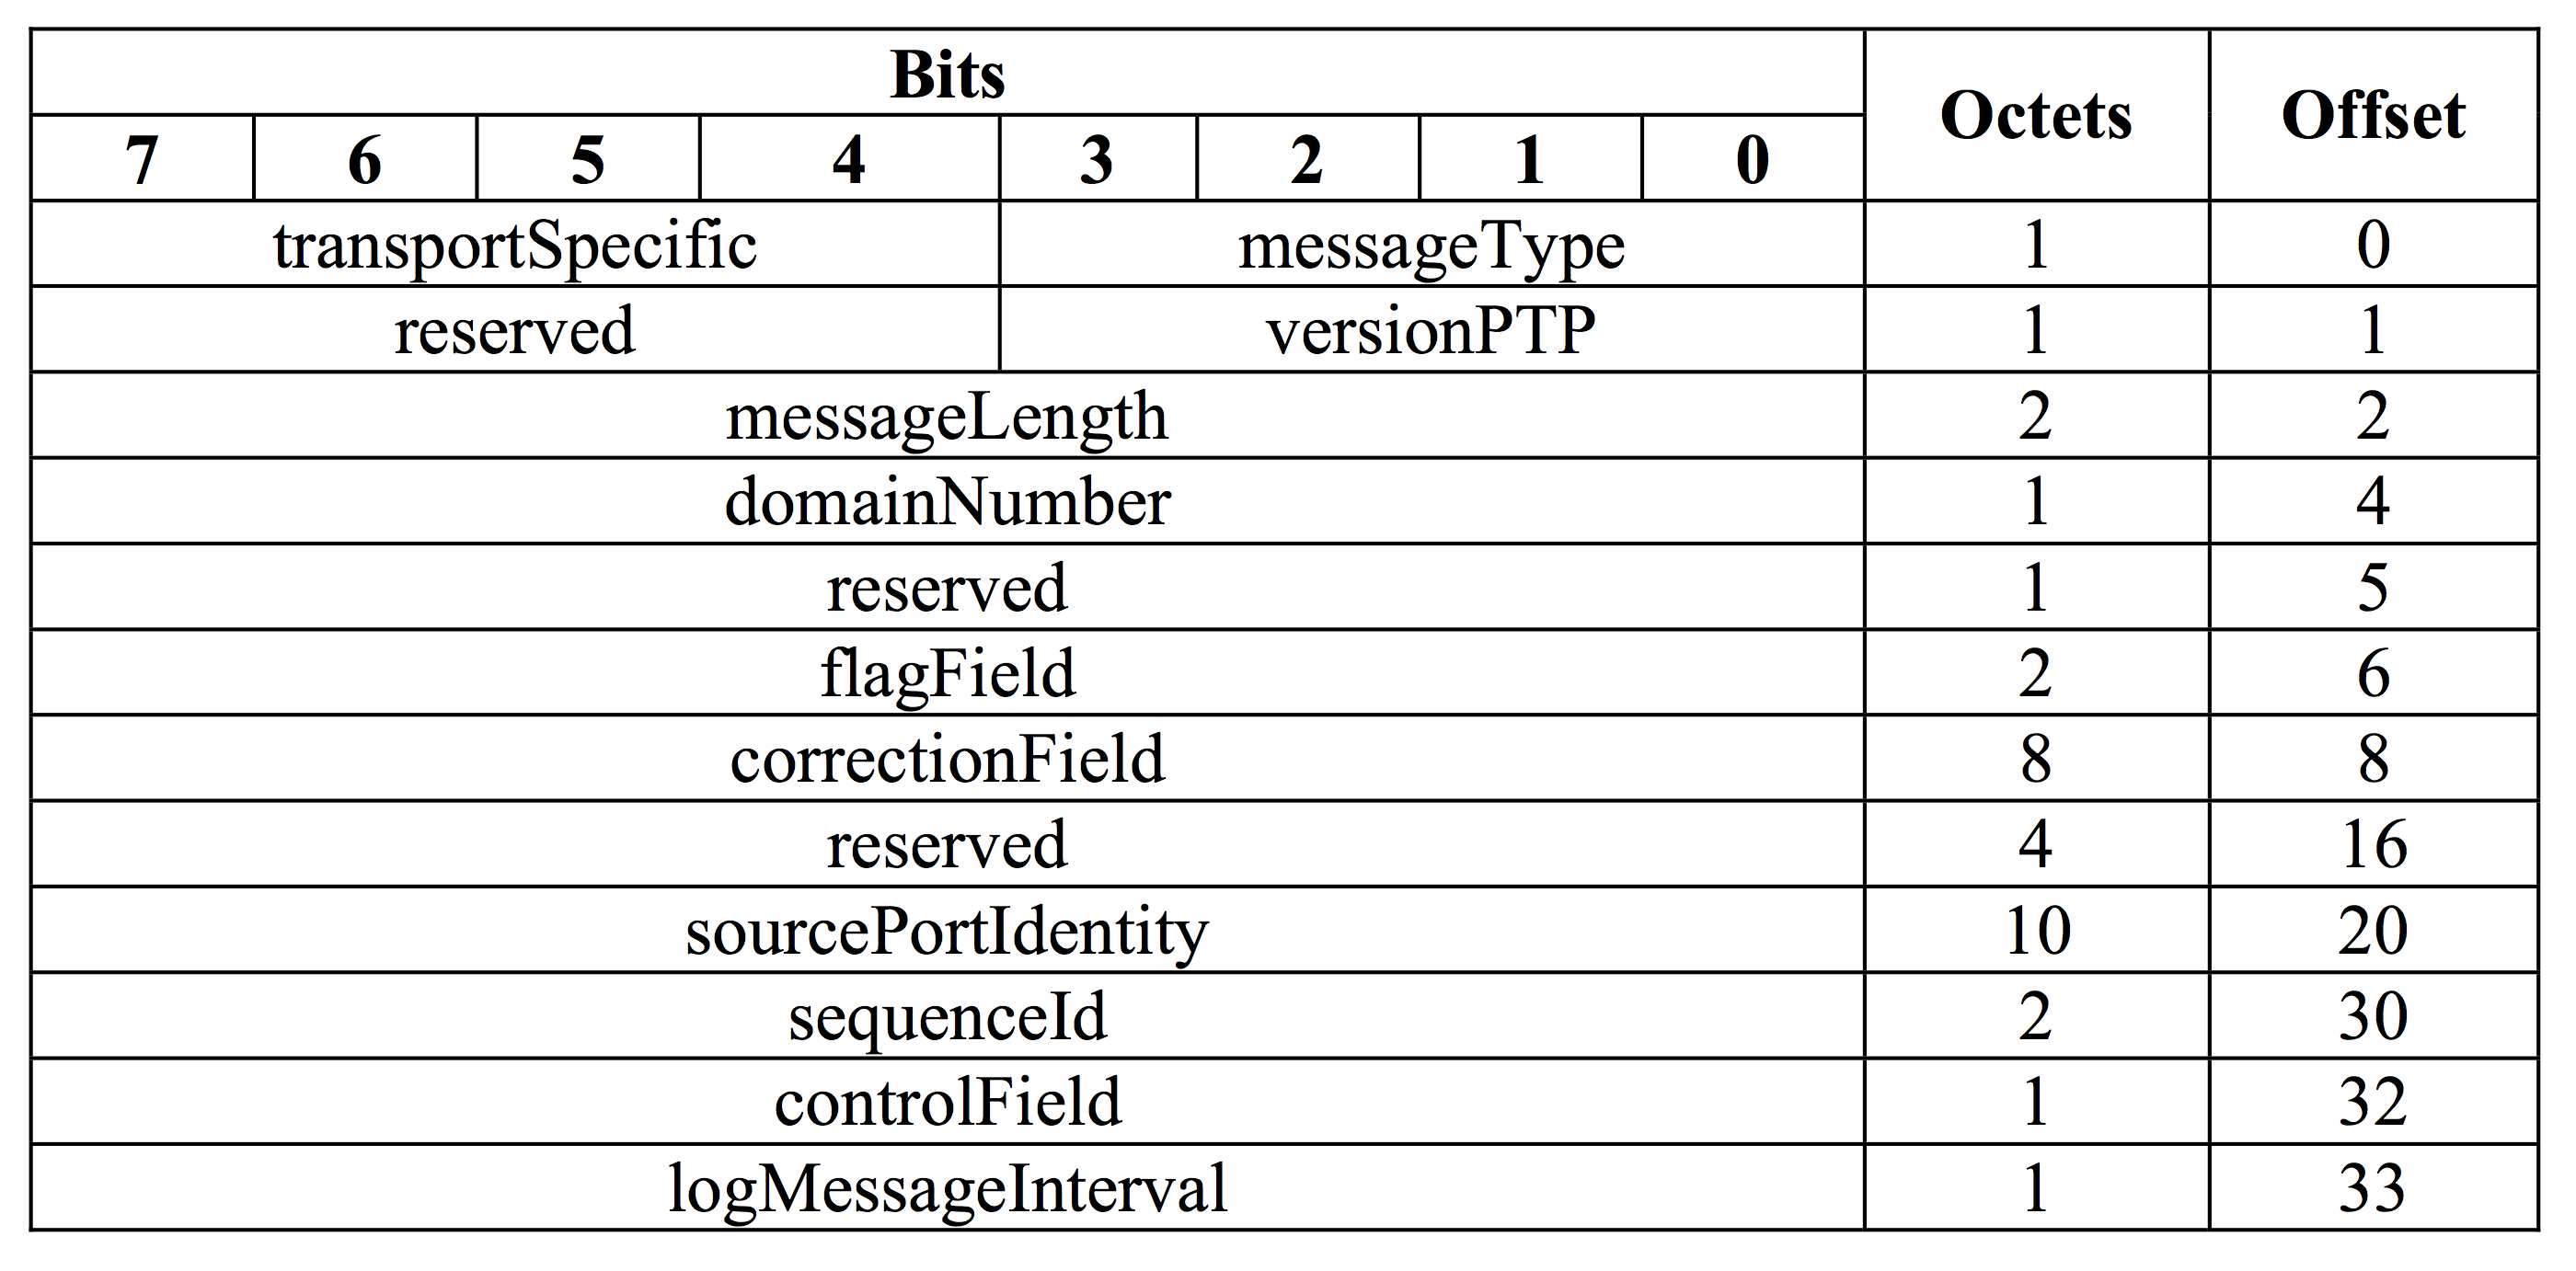 Bits Octets Offset
7 6 5 4 3 2 1 0
transportSpecific messageType 1 0
reserved versionPTP 1 1
messageLength 2 2
domainNumber 1 4
reserved 1 5
flagField 2 6
correctionField 8 8
reserved 4 16
sourcePortIdentity 10 20
sequenceId 2 30
controlField 1 32
logMessageInterval 1 33